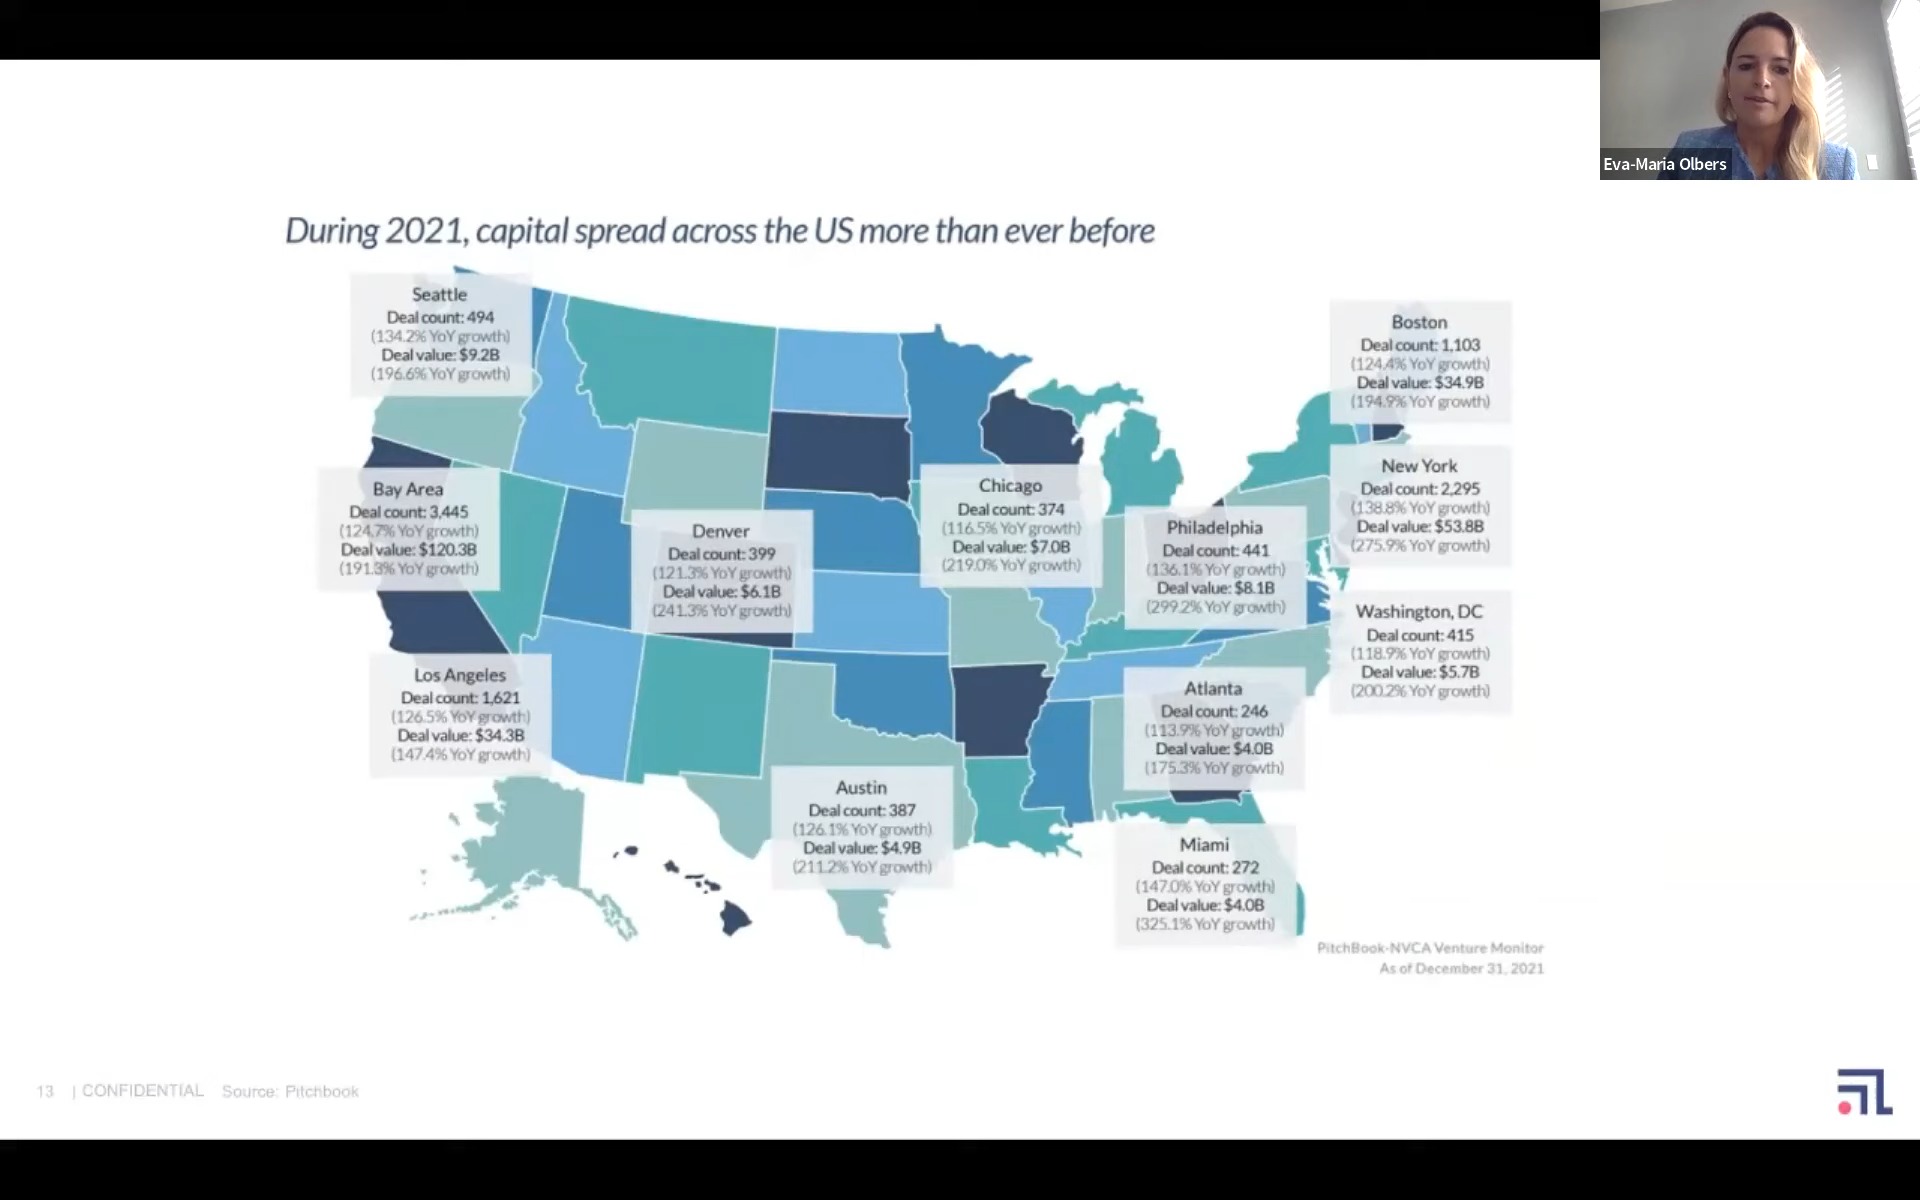 Eva-Maria Olbers
During 2021, capital spread across the US more than ever before
Seattle
Deal count: 494
(134.2% YoY growth)
Deal value: $9.2B
(196.6% YoY growth)
Boston
Deal count: 1,103
(124.4% YoY growth)
Deal value: $34.9B
(194.9% YoY growth)
Bay Area
Deal count: 3,445
(124.7% YoY growth)
Deal value: $120.3B
(191.3% YoY growth)
Denver
Deal count: 399
(121.3% YoY growth)
Deal value: $6.1B
(241.3% YoY growth)
Chicago
Deal count: 374
(116.5% YoY growth)
Deal value: $7.0B
(219.0% YoY growth)
Philadelphia
Deal count: 441
(136.1% YoY growth)
Deal value: $8.1B
(299.2% YoY growth)
New York
Deal count: 2,295
(138.8% YoY growth)
Deal value: $53.8B
(275.9% YoY growth)
Washington, DC
Deal count: 415
(118.9% YoY growth)
Deal value: $5.7B
(200.2% YoY growth)
Los Angeles
Deal count: 1,621
(126.5% YoY growth)
Deal value: $34.3B
(147.4% YoY growth)
Atlanta
Deal count: 246
(113.9% YoY growth)
Deal value: $4.0B
(175.3% YoY growth)
Austin
Deal count: 387
(126.1% YoY growth)
Deal value: $4.9B
(211.2% YoY growth)
Miami
Deal count: 272
(147.0% YoY growth)
Deal value: $4.0B
(325.1% YoY growth)
PitchBook-NVCA Venture Monitor
As of December 31, 2021
13 | CONFIDENTIAL Source: Pitchbook